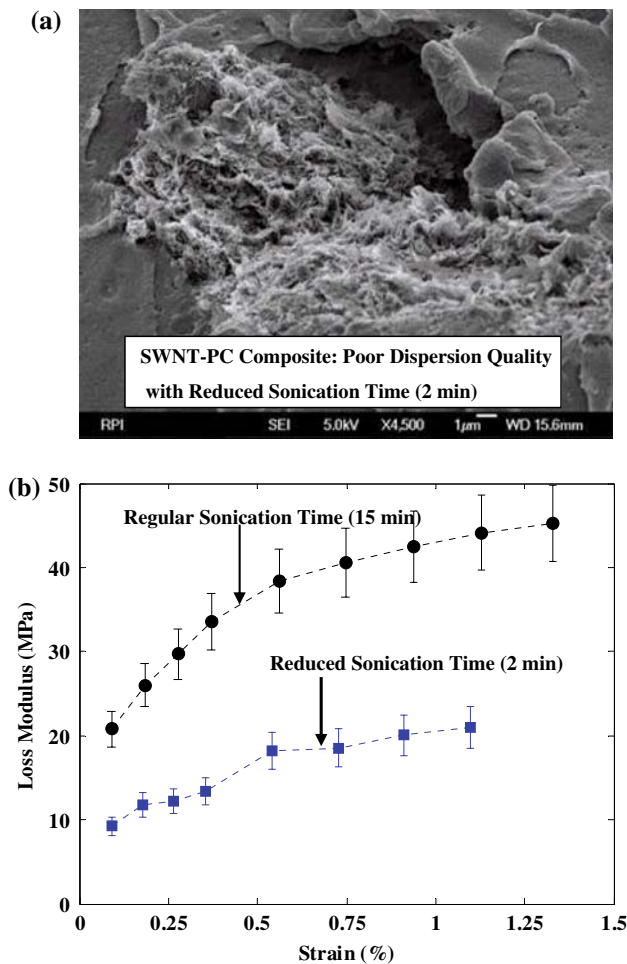 (a)
SWNT-PC Composite: Poor Dispersion Quality
with Reduced Sonication Time (2 min)
RPI SEI 5.0kV X4,500 1μm WD 15.6mm
(b)
50
40
30
20
10
0
Loss Modulus (MPa)
Regular Sonication Time (15 min)
Reduced Sonication Time (2 min)
0 0.25 0.5 0.75 1 1.25 1.5
Strain (%)